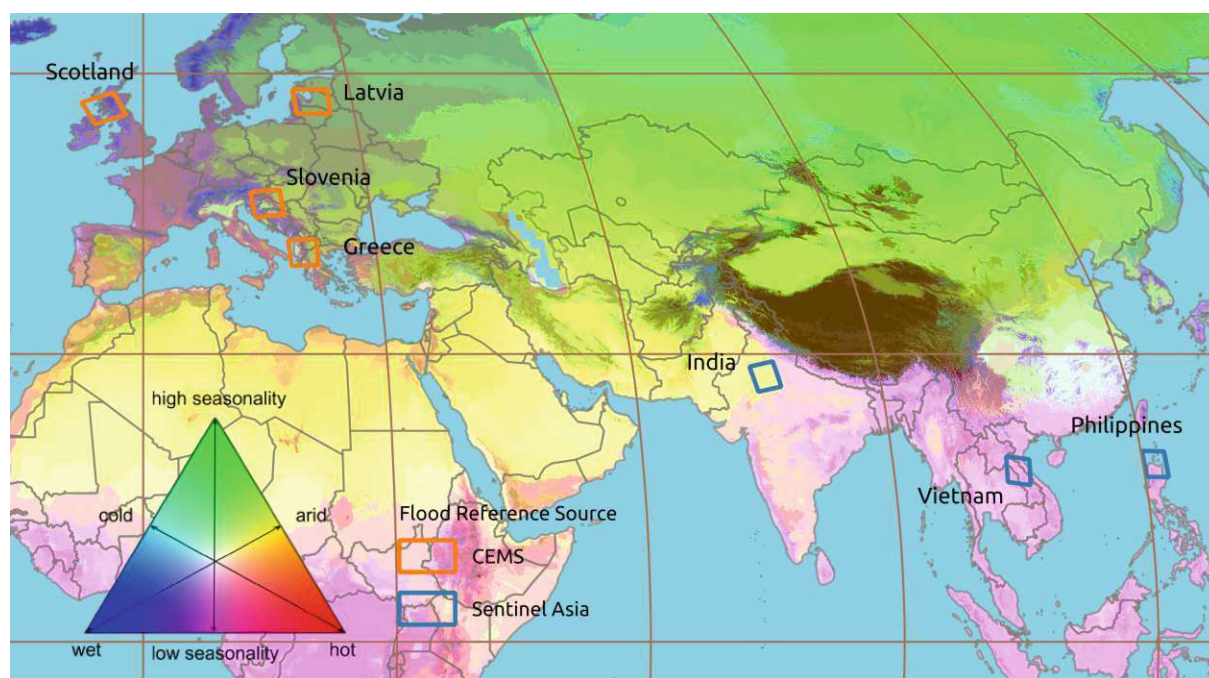 Scotland
Latvia
Slovenia
Greece
India
Philippines
Vietnam
high seasonality
cold
arid
wet
low seasonality
hot
Flood Reference Source
CEMS
Sentinel Asia